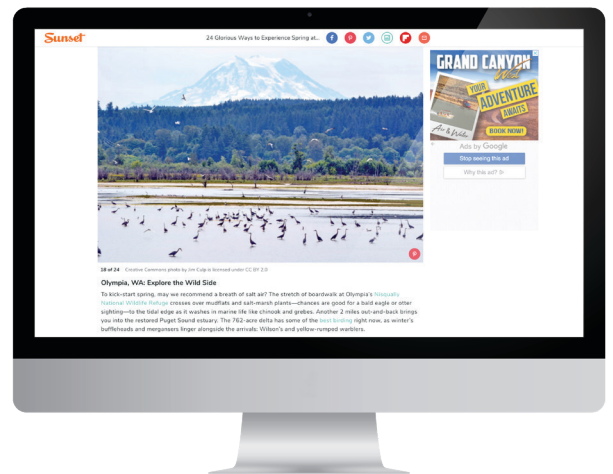 Sunset
24 Glorious Ways to Experience Spring at...
GRAND CANYON
West
YOUR
ADVENTURE
AWAITS
Air & Water
BOOK NOW!
Ads by Google
Stop seeing this ad
Why this ad?
18 of 24 Creative Commons photo by Jim Culp is licensed under CC BY 2.0
Olympia, WA: Explore the Wild Side
To kick-start spring, may we recommend a breath of salt air? The stretch of boardwalk at Olympia's Nisqually
National Wildlife Refuge crosses over mudflats and salt-marsh plants—chances are good for a bald eagle or otter
sighting—to the tidal edge as it washes in marine life like chinook and grebes. Another 2 miles out-and-back brings
you into the restored Puget Sound estuary. The 762-acre delta has some of the best birding right now, as winter's
buffleheads and mergansers linger alongside the arrivals: Wilson's and yellow-rumped warblers.